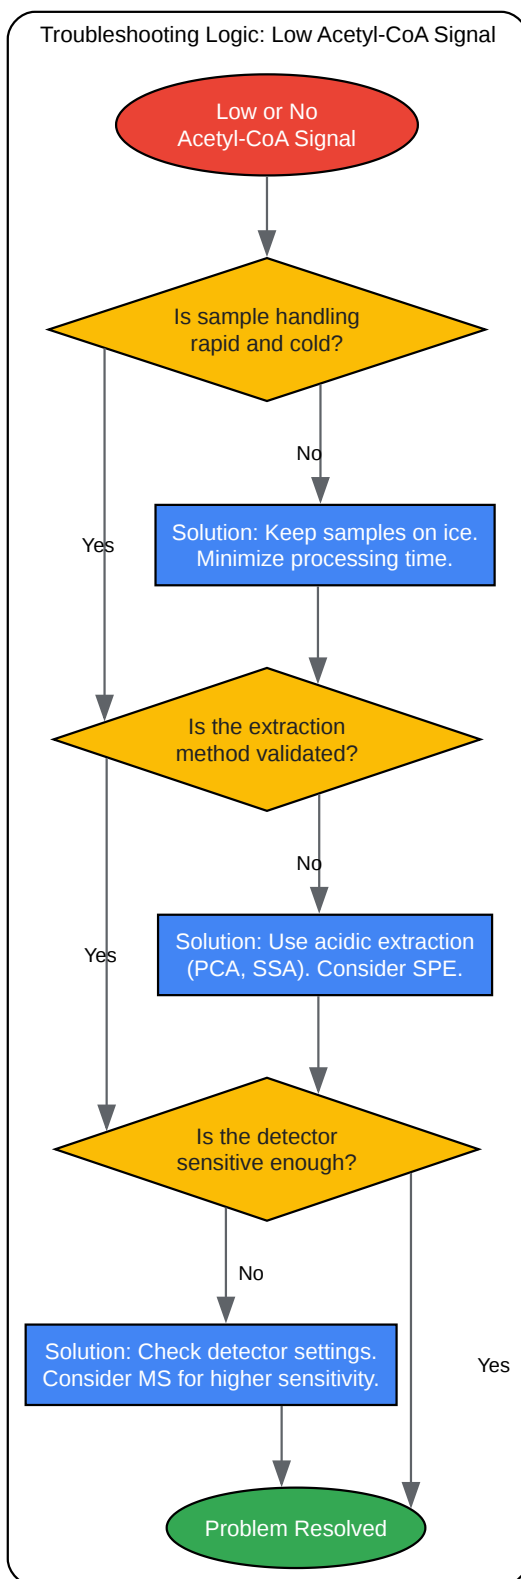 Troubleshooting Logic: Low Acetyl-CoA Signal
Low or No
Acetyl-CoA Signal
Is sample handling
rapid and cold?
No
Yes
Solution: Keep samples on ice.
Minimize processing time.
Is the extraction
method validated?
No
Yes
Solution: Use acidic extraction
(PCA, SSA). Consider SPE.
Is the detector
sensitive enough?
No
Solution: Check detector settings.
Consider MS for higher sensitivity.
Yes
Problem Resolved